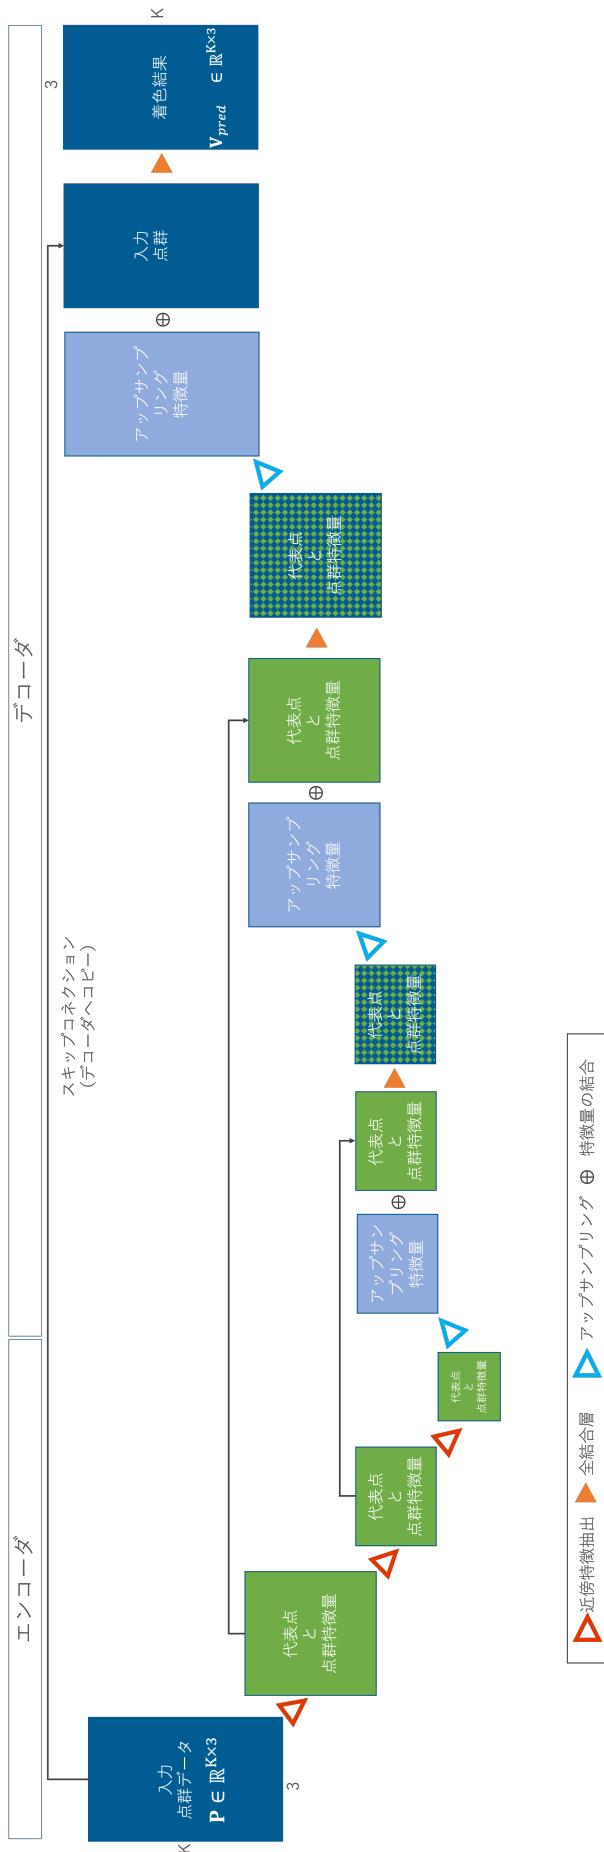 エンコーダ
デコーダ
K
入力
点群データ
P ∈ ℝK×3
3
代表点
と
点群特徴量
代表点
と
点群特徴量
代表点
と
点群特徴量
アップサン
プリング
特徴量
⊕
代表点
と
点群特徴量
代表点
と
点群特徴量
アップサンプ
リング
特徴量
⊕
代表点
と
点群特徴量
代表点
と
点群特徴量
アップサンプ
リング
特徴量
⊕
入力
点群
3
着色結果
Vpred ∈ ℝK×3
K
スキップコネクション
(デコーダへコピー)
近傍特徴抽出
全結合層
アップサンプリング
⊕ 特徴量の結合